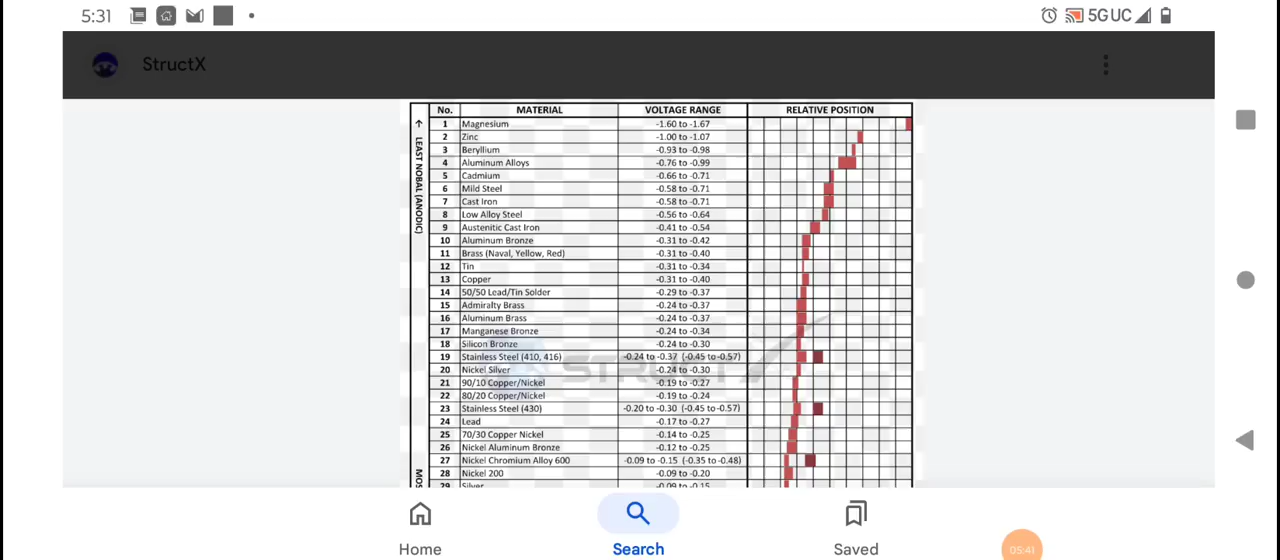 5:31
5G UC
StructX
No. MATERIAL VOLTAGE RANGE RELATIVE POSITION
LEAST NOBAL (ANODIC)
1 Magnesium -1.60 to -1.67
2 Zinc -1.00 to -1.07
3 Beryllium -0.93 to -0.98
4 Aluminum Alloys -0.76 to -0.99
5 Cadmium -0.66 to -0.71
6 Mild Steel -0.58 to -0.71
7 Cast Iron -0.58 to -0.71
8 Low Alloy Steel -0.56 to -0.64
9 Austenitic Cast Iron -0.41 to -0.54
10 Aluminum Bronze -0.31 to -0.42
11 Brass (Naval, Yellow, Red) -0.31 to -0.40
12 Tin -0.31 to -0.34
13 Copper -0.31 to -0.40
14 50/50 Lead/Tin Solder -0.29 to -0.37
15 Admiralty Brass -0.24 to -0.37
16 Aluminum Brass -0.24 to -0.37
17 Manganese Bronze -0.24 to -0.34
18 Silicon Bronze -0.24 to -0.30
19 Stainless Steel (410, 416) -0.24 to -0.37 (-0.45 to-0.57)
20 Nickel Silver -0.24 to -0.30
21 90/10 Copper/Nickel -0.19 to -0.27
22 80/20 Copper/Nickel -0.19 to -0.24
23 Stainless Steel (430) -0.20 to -0.30 (-0.45 to-0.57)
24 Lead -0.17 to -0.27
25 70/30 Copper Nickel -0.14 to -0.25
26 Nickel Aluminum Bronze -0.12 to -0.25
27 Nickel Chromium Alloy 600 -0.09 to -0.15 (-0.35 to-0.48)
28 Nickel 200 -0.09 to -0.20
29 Silver -0.09 to -0.15
MOS
STRUCTX
Home Search Saved
05:41